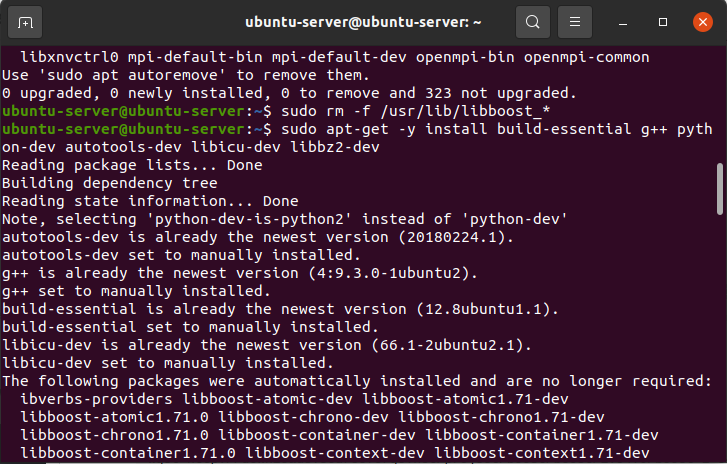 ubuntu-server@ubuntu-server: ~
libxnvctrl0 mpi-default-bin mpi-default-dev openmpi-bin openmpi-common
Use 'sudo apt autoremove' to remove them.
0 upgraded, 0 newly installed, 0 to remove and 323 not upgraded.
ubuntu-server@ubuntu-server:~$ sudo rm -f /usr/lib/libboost_*
ubuntu-server@ubuntu-server:~$ sudo apt-get -y install build-essential g++ pyth
on-dev autotools-dev libicu-dev libbz2-dev
Reading package lists... Done
Building dependency tree
Reading state information... Done
Note, selecting 'python-dev-is-python2' instead of 'python-dev'
autotools-dev is already the newest version (20180224.1).
autotools-dev set to manually installed.
g++ is already the newest version (4:9.3.0-1ubuntu2).
g++ set to manually installed.
build-essential is already the newest version (12.8ubuntu1.1).
build-essential set to manually installed.
libicu-dev is already the newest version (66.1-2ubuntu2.1).
libicu-dev set to manually installed.
The following packages were automatically installed and are no longer required:
ibverbs-providers libboost-atomic-dev libboost-atomic1.71-dev
libboost-atomic1.71.0 libboost-chrono-dev libboost-chrono1.71-dev
libboost-chrono1.71.0 libboost-container-dev libboost-container1.71-dev
libboost-container1.71.0 libboost-context-dev libboost-context1.71-dev